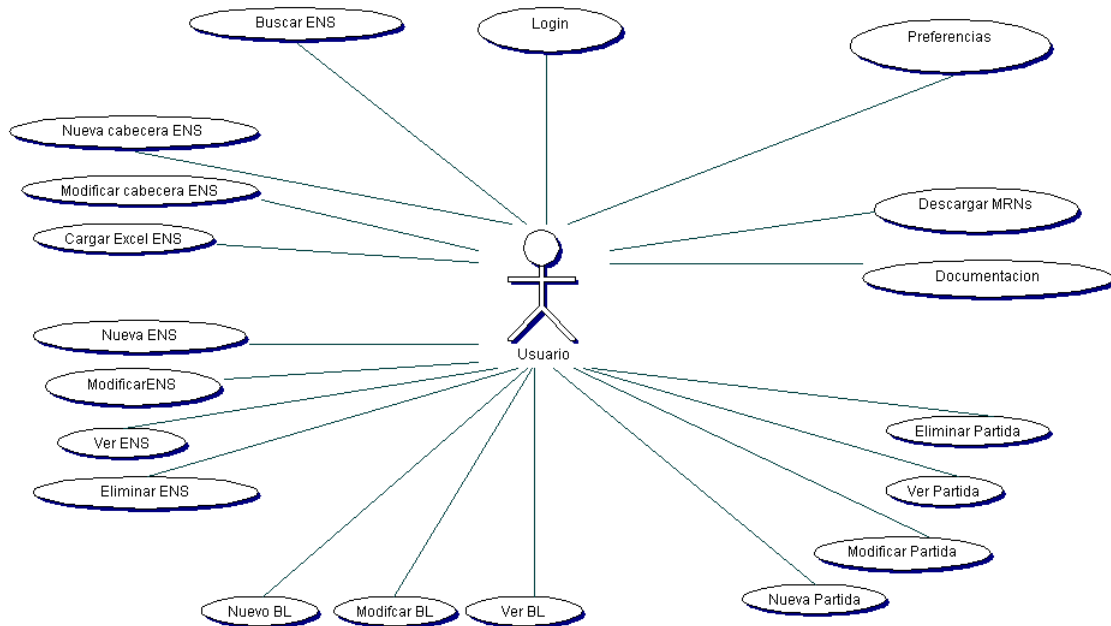 Buscar ENS
Login
Preferencias
Nueva cabecera ENS
Modificar cabecera ENS
Cargar Excel ENS
Descargar MRNs
Documentacion
Nueva ENS
Usuario
ModificarENS
Ver ENS
Eliminar ENS
Eliminar Partida
Ver Partida
Modificar Partida
Nueva Partida
Nuevo BL
Modifcar BL
Ver BL